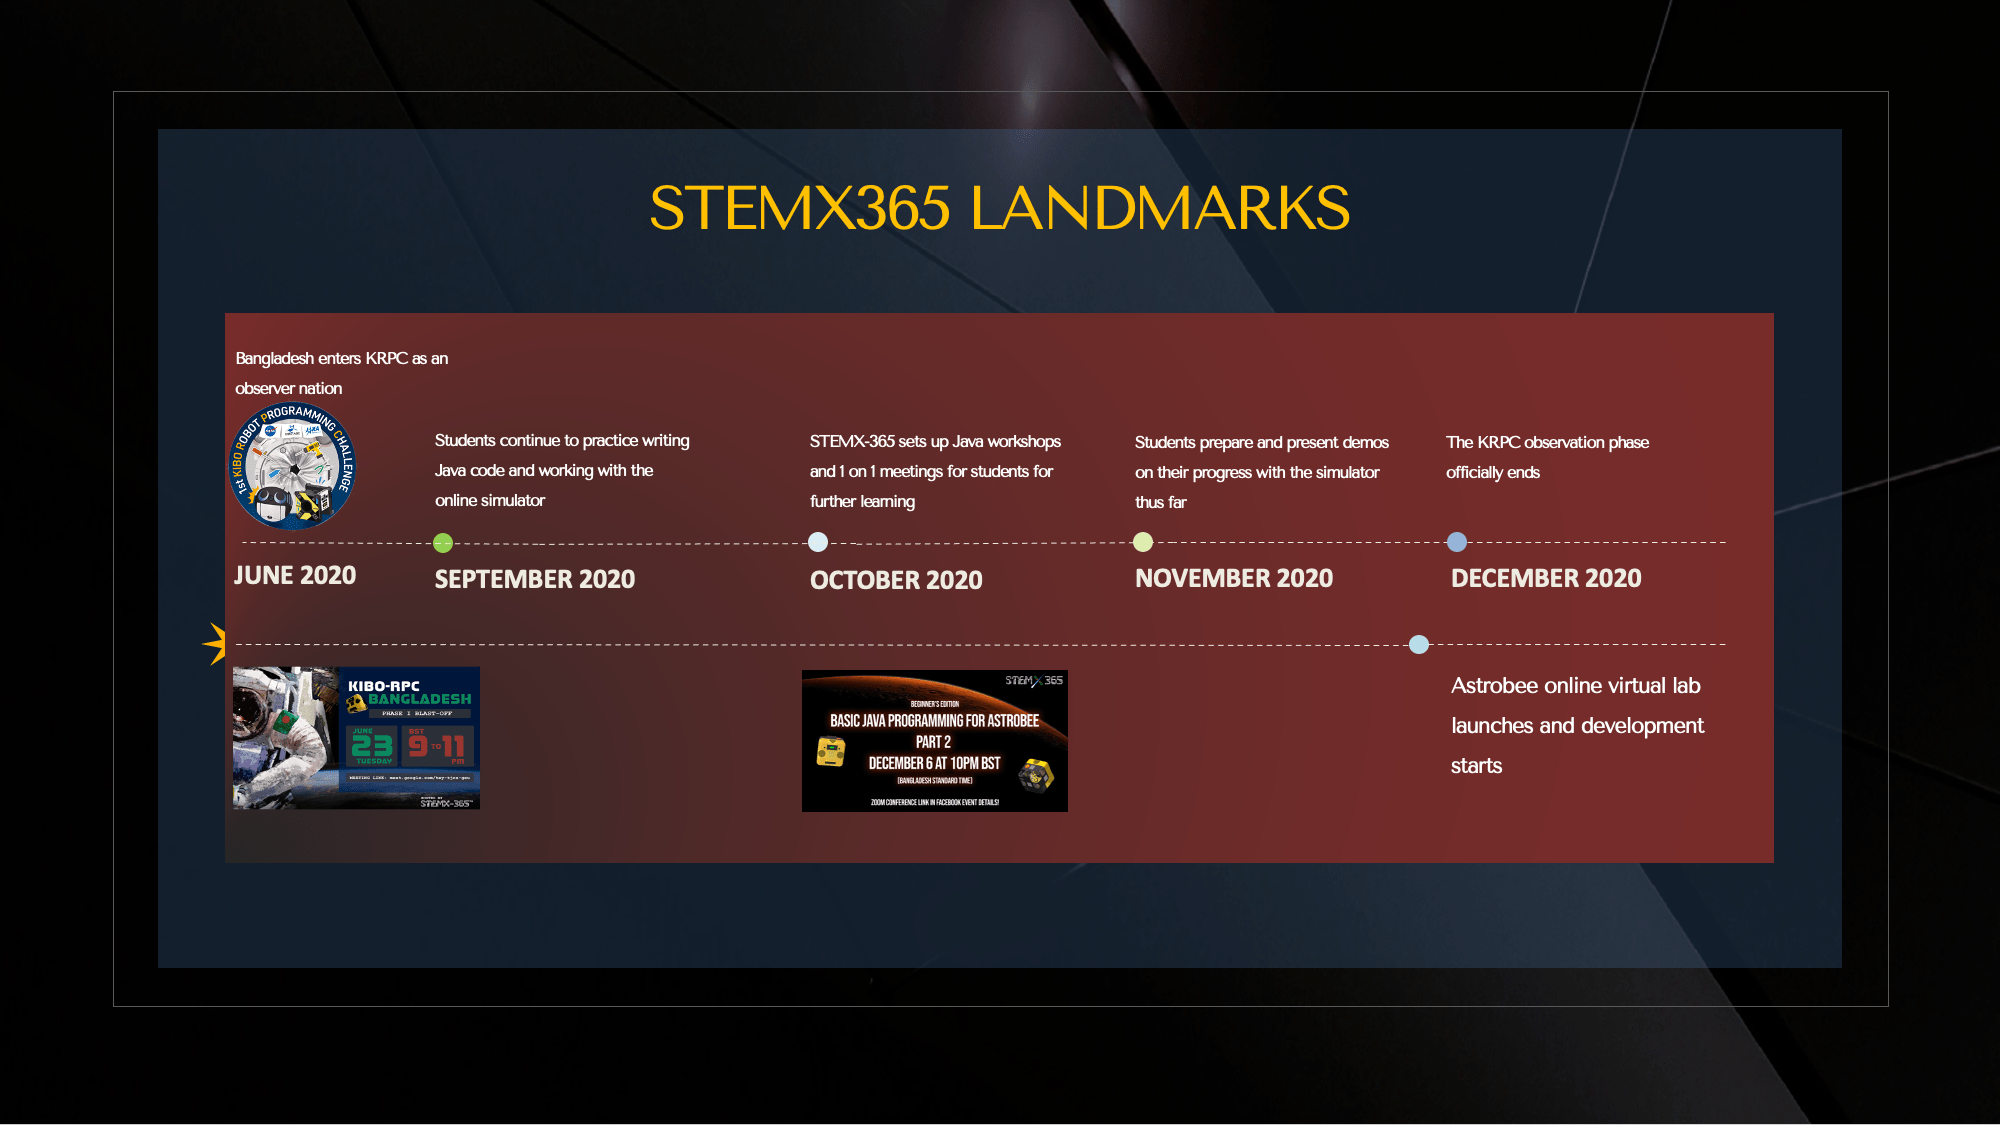 STEMX365 LANDMARKS
Bangladesh enters KRPC as an
observer nation
1st KIBO ROBOT PROGRAMMING CHALLENGE
Students continue to practice writing
Java code and working with the
online simulator
STEMX-365 sets up Java workshops
and 1 on 1 meetings for students for
further learning
Students prepare and present demos
on their progress with the simulator
thus far
The KRPC observation phase
officially ends
JUNE 2020
SEPTEMBER 2020
OCTOBER 2020
NOVEMBER 2020
DECEMBER 2020
KIBO-RPC
BANGLADESH
PHASE I BLAST-OFF
JUNE
23
TUESDAY
BST
9 TO 11
PM
MEETING LINK:
HOSTED BY
STEMX-365
STEMX365
BEGINNER'S EDITION
BASIC JAVA PROGRAMMING FOR ASTROBEE
PART 2
DECEMBER 6 AT 10PM BST
(BANGLADESH STANDARD TIME)
ZOOM CONFERENCE LINK IN FACEBOOK EVENT DETAILS!
Astrobee online virtual lab
launches and development
starts